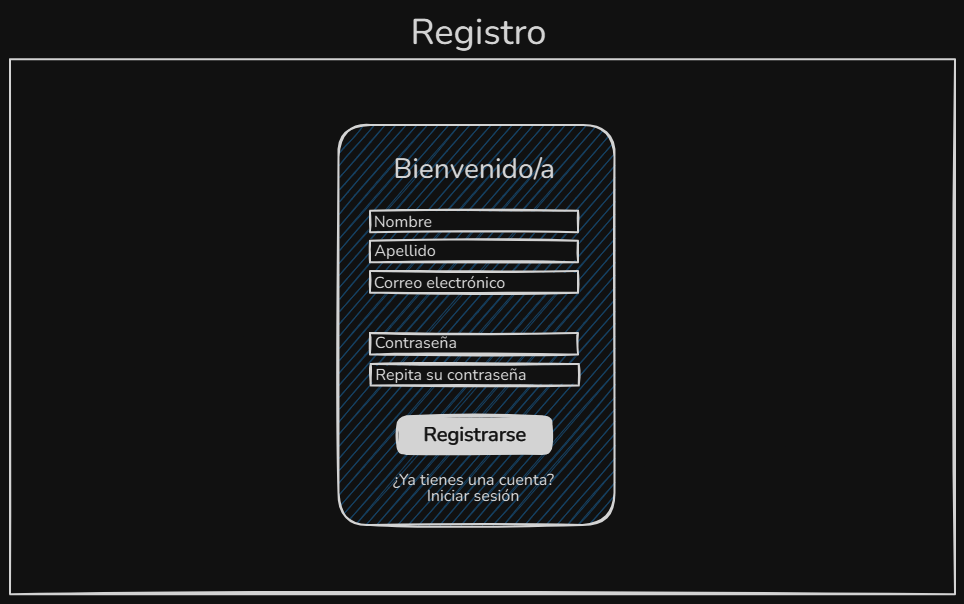 Registro
Bienvenido/a
Nombre
Apellido
Correo electrónico
Contraseña
Repita su contraseña
Registrarse
¿Ya tienes una cuenta?
Iniciar sesión